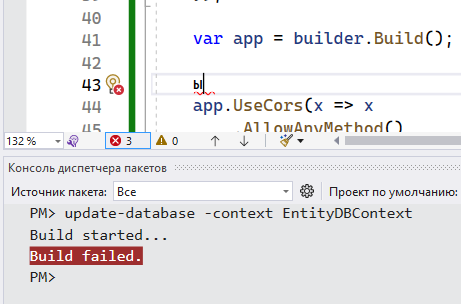 40
41 var app = builder.Build();
42
43 ы
44 app.UseCors(x => x
45 .AllowAnyMethod()
132 % 3 0
Консоль диспетчера пакетов
Источник пакета: Все Проект по умолчанию:
PM> update-database -context EntityDBContext
Build started...
Build failed.
PM>